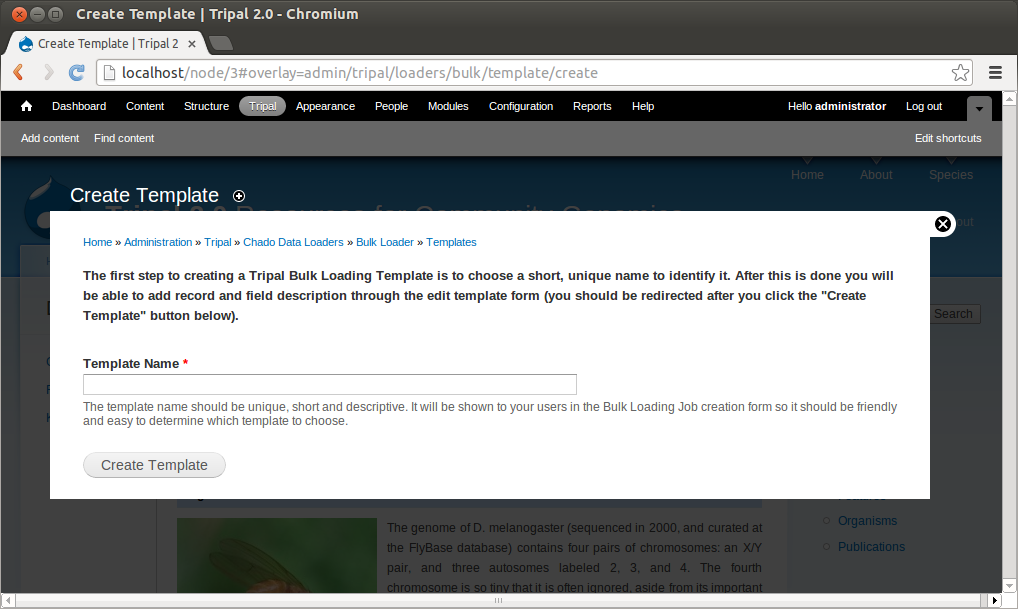 Create Template | Tripal 2.0 - Chromium
Create Template | Tripal 2
localhost/node/3#overlay=admin/tripal/loaders/bulk/template/create
Dashboard Content Structure Tripal Appearance People Modules Configuration Reports Help Hello administrator Log out
Add content Find content Edit shortcuts
Home About Species
Create Template
Home » Administration » Tripal » Chado Data Loaders » Bulk Loader » Templates
The first step to creating a Tripal Bulk Loading Template is to choose a short, unique name to identify it. After this is done you will
be able to add record and field description through the edit template form (you should be redirected after you click the "Create
Template" button below).
Search
Template Name *
The template name should be unique, short and descriptive. It will be shown to your users in the Bulk Loading Job creation form so it should be friendly
and easy to determine which template to choose.
Create Template
Organisms
Publications
The genome of D. melanogaster (sequenced in 2000, and curated at
the FlyBase database) contains four pairs of chromosomes: an X/Y
pair, and three autosomes labeled 2, 3, and 4. The fourth
chromosome is so tiny that it is often ignored, aside from its important